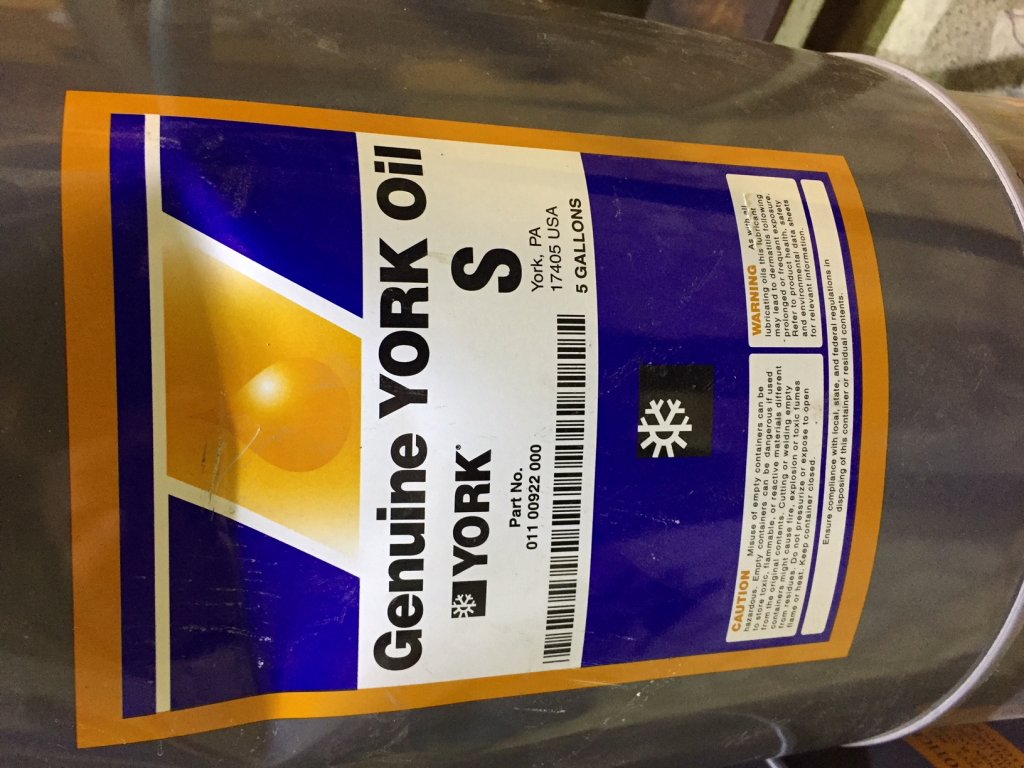 Genuine YORK Oil
YORK®
S
Part No.
011 00922 000
York, PA
17405 USA
5 GALLONS
CAUTION Misuse of empty containers can be
hazardous. Empty containers can be dangerous if used
to store toxic, flammable, or reactive materials different
from the original contents. Cutting or welding empty
containers might cause fire, explosion or toxic fumes
from residues. Do not pressurize or expose to open
flame or heat. Keep container closed.
WARNING As with all
lubricating oils this lubricant
may lead to dermatitis following
prolonged or frequent exposure.
Refer to product health, safety
and environmental data sheets
for relevant information.
Ensure compliance with local, state, and federal regulations in
disposing of this container or residual contents.